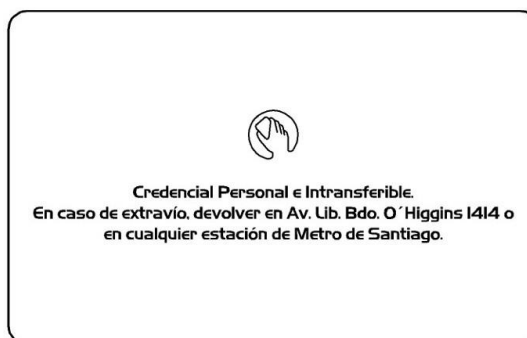 Credencial Personal e Intransferible.
En caso de extravío, devolver en Av. Lib. Bdo. O´Higgins 1414 o
en cualquier estación de Metro de Santiago.